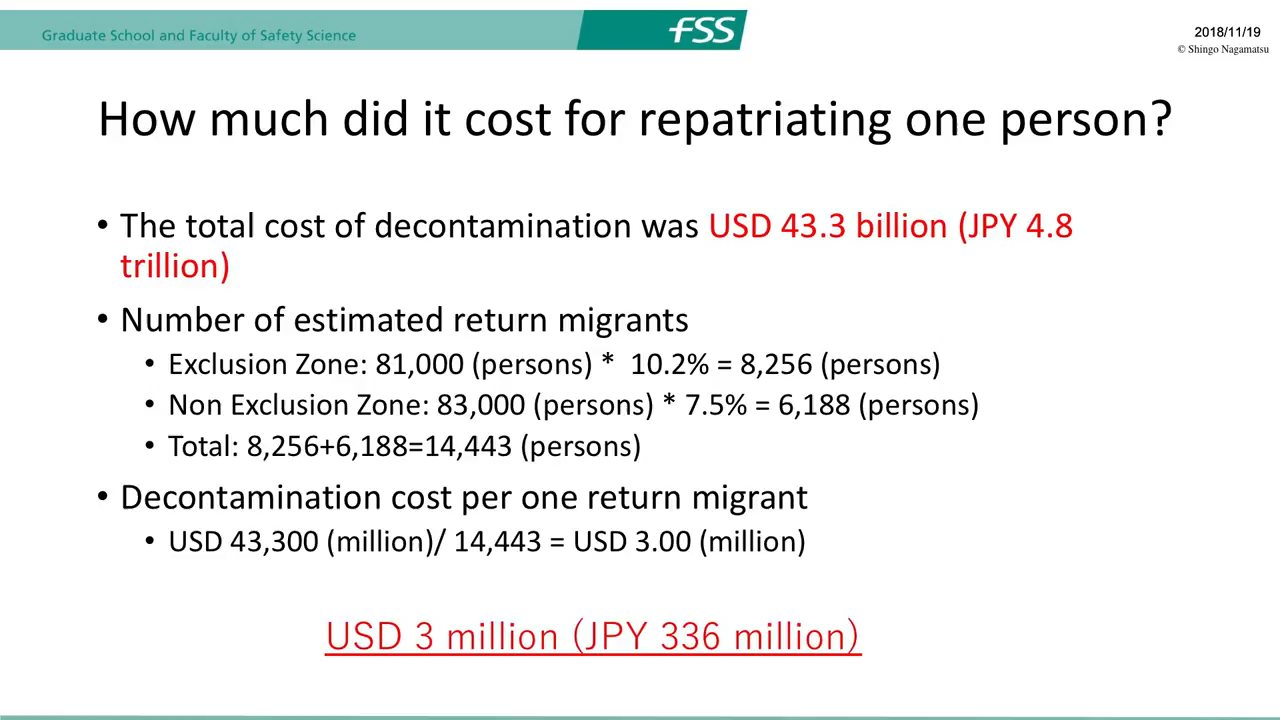 Graduate School and Faculty of Safety Science
fss
2018/11/19
© Shingo Nagamatsu
How much did it cost for repatriating one person?
• The total cost of decontamination was USD 43.3 billion (JPY 4.8
trillion)
• Number of estimated return migrants
• Exclusion Zone: 81,000 (persons) * 10.2% = 8,256 (persons)
• Non Exclusion Zone: 83,000 (persons) * 7.5% = 6,188 (persons)
• Total: 8,256+6,188=14,443 (persons)
• Decontamination cost per one return migrant
• USD 43,300 (million)/ 14,443 = USD 3.00 (million)
USD 3 million (JPY 336 million)